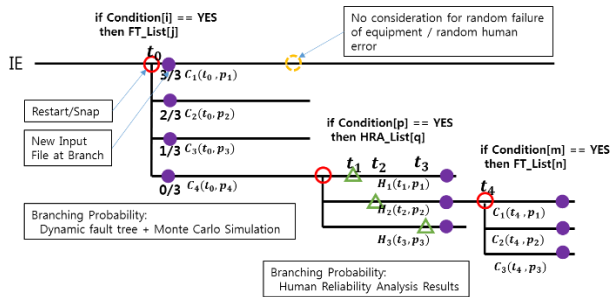 if Condition[i] == YES
then FT_List[j]
No consideration for random failure
of equipment / random human
error
t0
IE
3/3 C1(t0,p1)
Restart/Snap
2/3 C2(t0,p2)
New Input
File at Branch
1/3 C3(t0,p3)
if Condition[p] == YES
then HRA_List[q]
if Condition[m] == YES
then FT_List[n]
t1 t2 t3
0/3 C4(t0,p4)
H1(t1,p1)
t4
H2(t2,p2)
C1(t4,p1)
H3(t3,p3)
C2(t4,p2)
C3(t4,p3)
Branching Probability:
Dynamic fault tree + Monte Carlo Simulation
Branching Probability:
Human Reliability Analysis Results